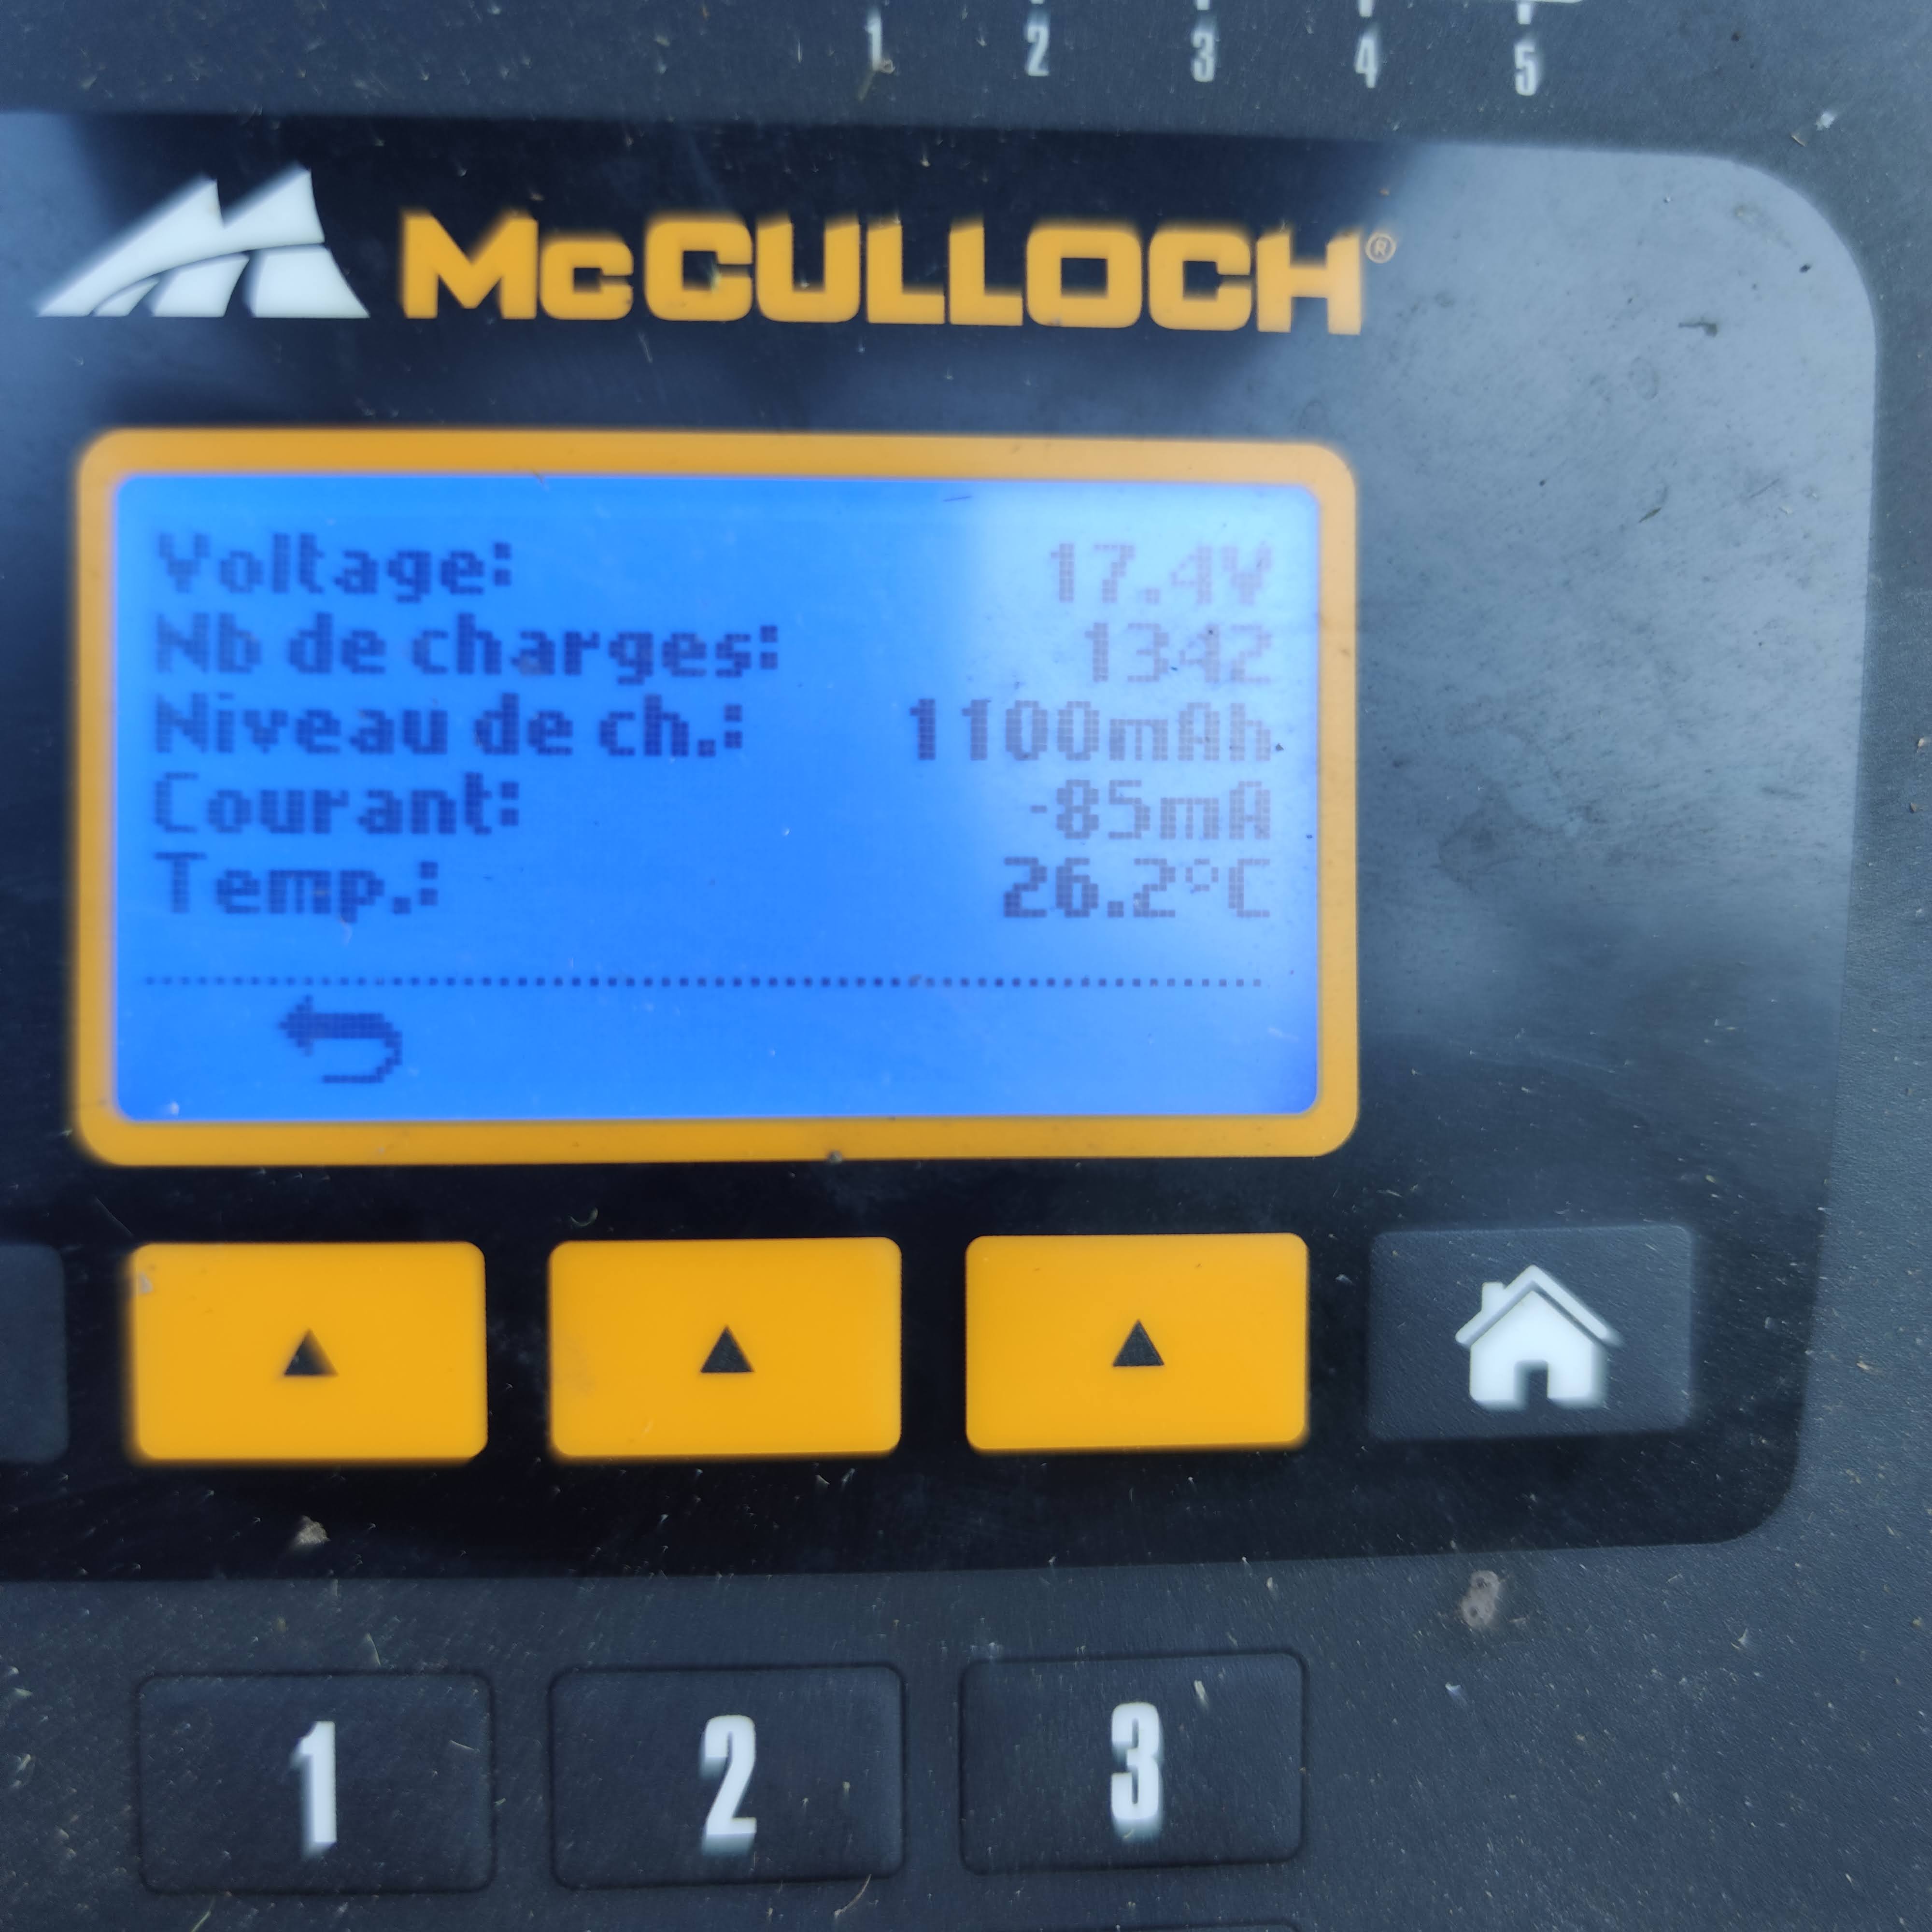 1 2 3 4 5
McCULLOCH®
Voltage: 17.4V
Nb de charges: 1342
Niveau de ch.: 1100mAh
Courant: -85mA
Temp.: 26.2°C
1 2 3